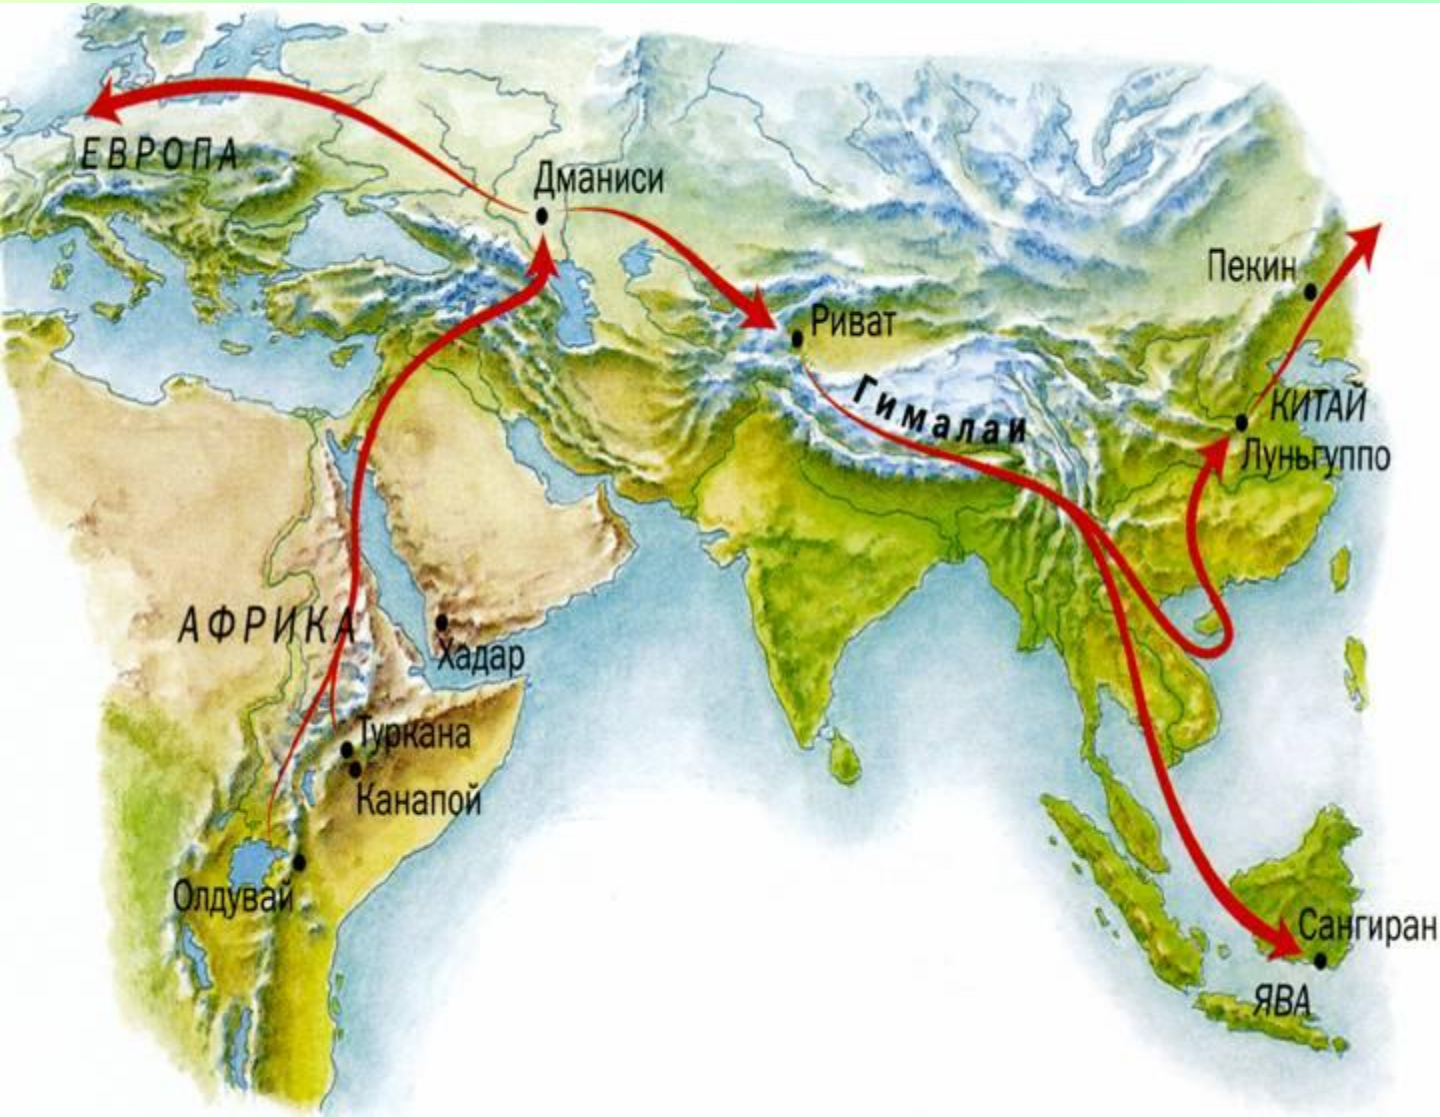 ЕВРОПА
Дманиси
Пекин
Риват
Гималаи
КИТАЙ
Луньгуппо
АФРИКА
Хадар
Туркана
Канапой
Олдувай
Сангиран
ЯВА